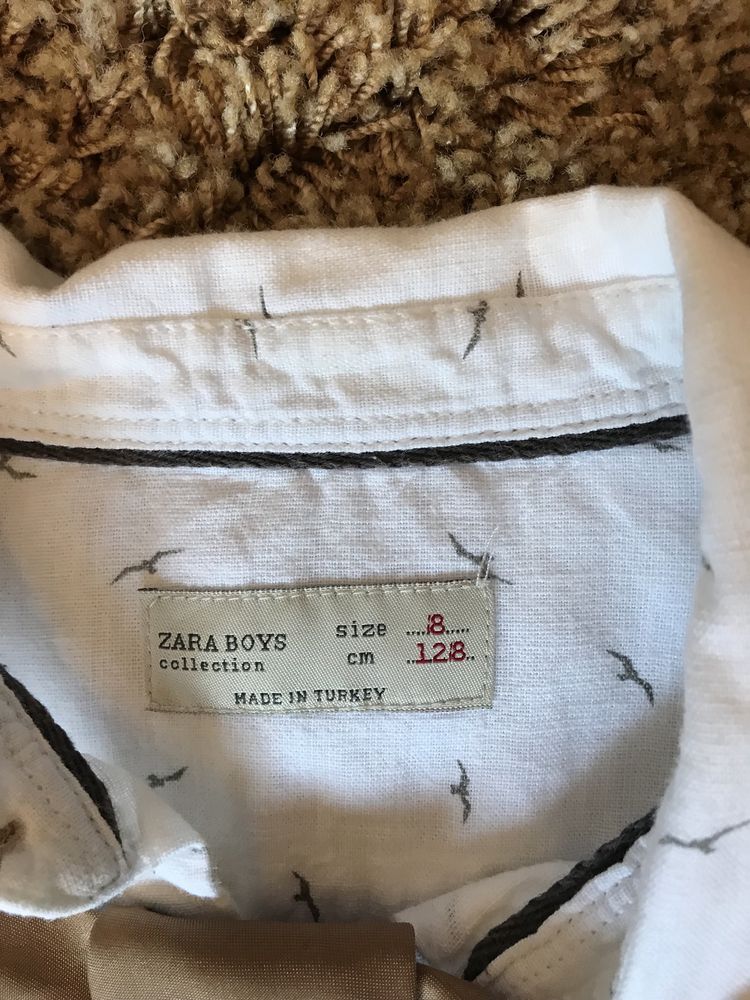 ZARA BOYS size 8
collection cm 128
MADE IN TURKEY